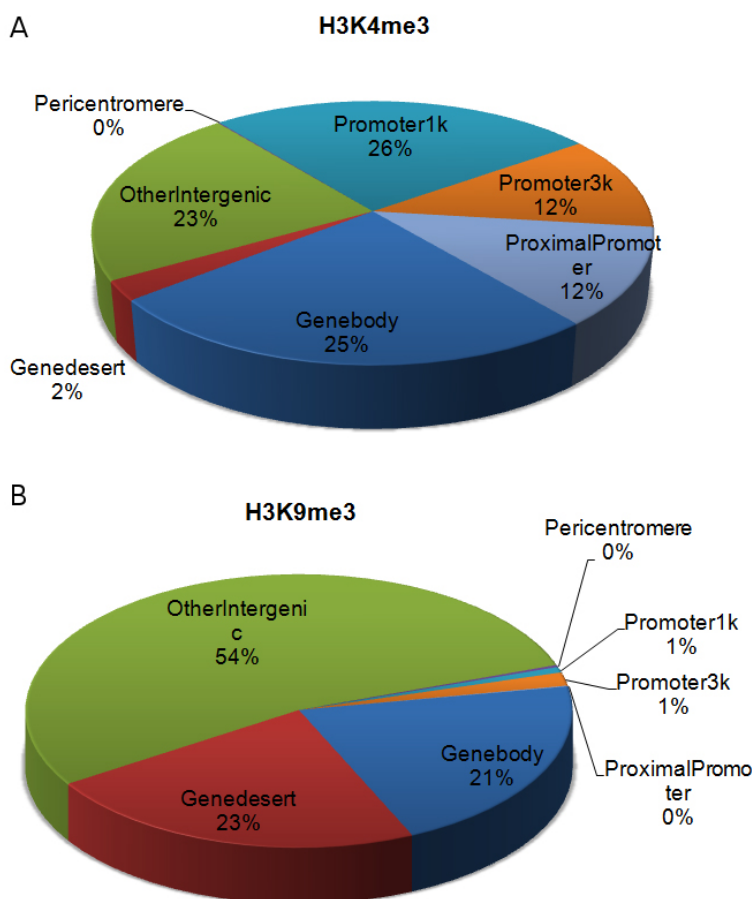 A
H3K4me3
Pericentromere
0%
Promoter1k
26%
OtherIntergenic
23%
Promoter3k
12%
ProximalPromot
er
12%
Genebody
25%
Genedesert
2%
B
H3K9me3
Pericentromere
0%
OtherIntergeni
c
54%
Promoter1k
1%
Promoter3k
1%
Genebody
21%
ProximalPromo
ter
0%
Genedesert
23%